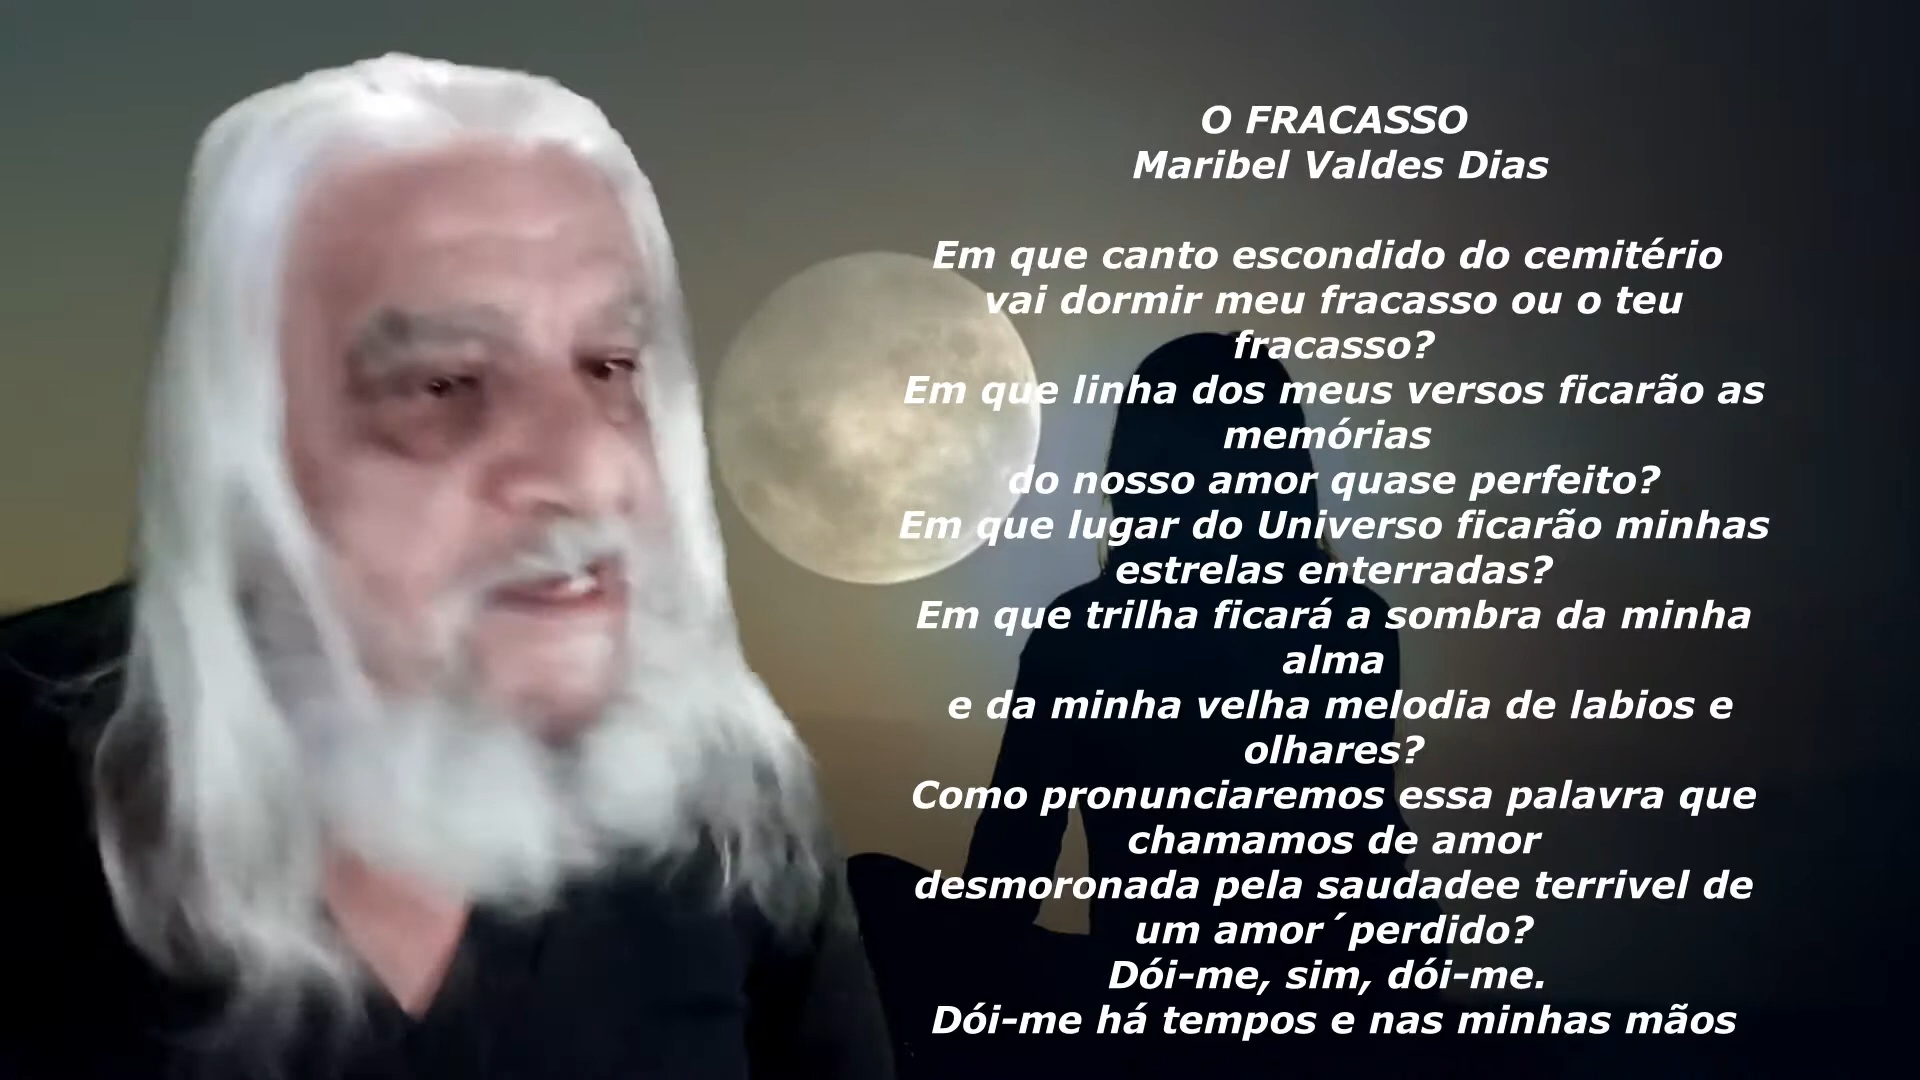 O FRACASSO
Maribel Valdes Dias
Em que canto escondido do cemitério
vai dormir meu fracasso ou o teu
fracasso?
Em que linha dos meus versos ficarão as
memórias
do nosso amor quase perfeito?
Em que lugar do Universo ficarão minhas
estrelas enterradas?
Em que trilha ficará a sombra da minha
alma
e da minha velha melodia de labios e
olhares?
Como pronunciaremos essa palavra que
chamamos de amor
desmoronada pela saudadee terrivel de
um amor´perdido?
Dói-me, sim, dói-me.
Dói-me há tempos e nas minhas mãos